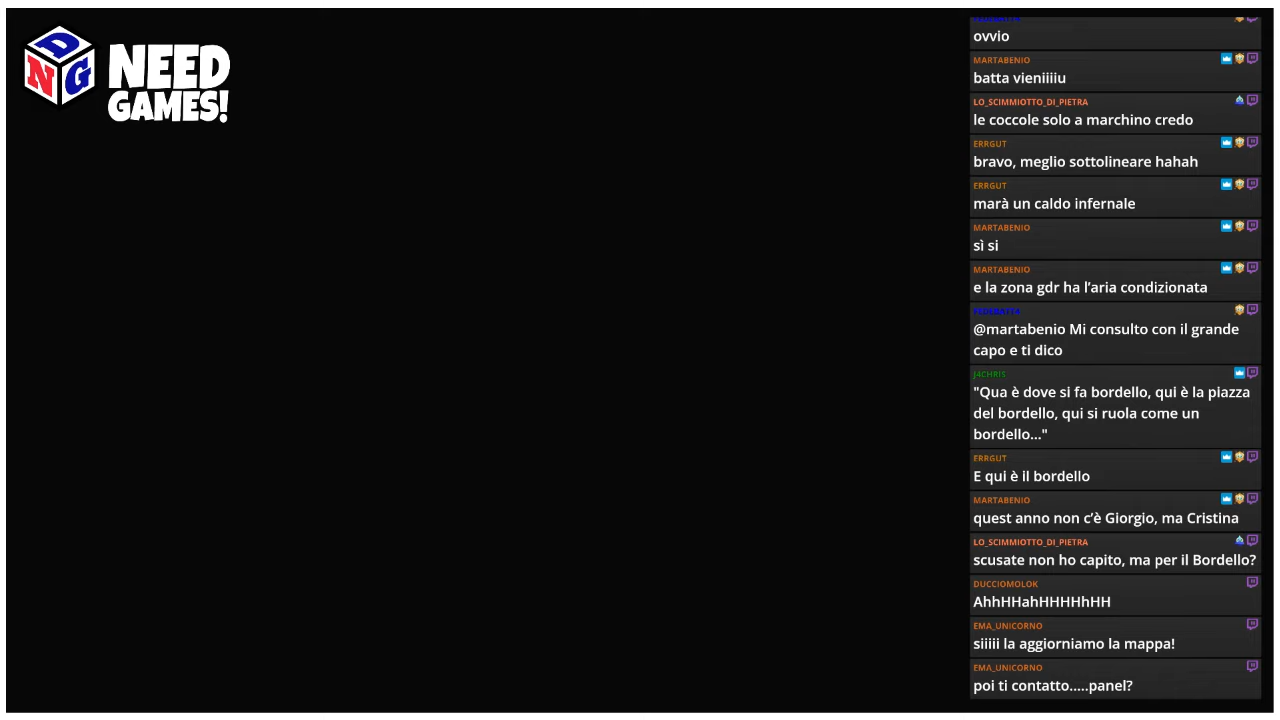 D
N G
NEED
GAMES!
ovvio
MARTABENIO
batta vieniiiiu
LO_SCIMMIOTTO_DI_PIETRA
le coccole solo a marchino credo
ERRGUT
bravo, meglio sottolineare hahah
ERRGUT
marà un caldo infernale
MARTABENIO
sì si
MARTABENIO
e la zona gdr ha l’aria condizionata
FEDEBATT4
@martabenio Mi consulto con il grande
capo e ti dico
J4CHRIS
"Qua è dove si fa bordello, qui è la piazza
del bordello, qui si ruola come un
bordello..."
ERRGUT
E qui è il bordello
MARTABENIO
quest anno non c’è Giorgio, ma Cristina
LO_SCIMMIOTTO_DI_PIETRA
scusate non ho capito, ma per il Bordello?
DUCCIOMOLOK
AhhHHahHHHHhHH
EMA_UNICORNO
siiiii la aggiorniamo la mappa!
EMA_UNICORNO
poi ti contatto.....panel?